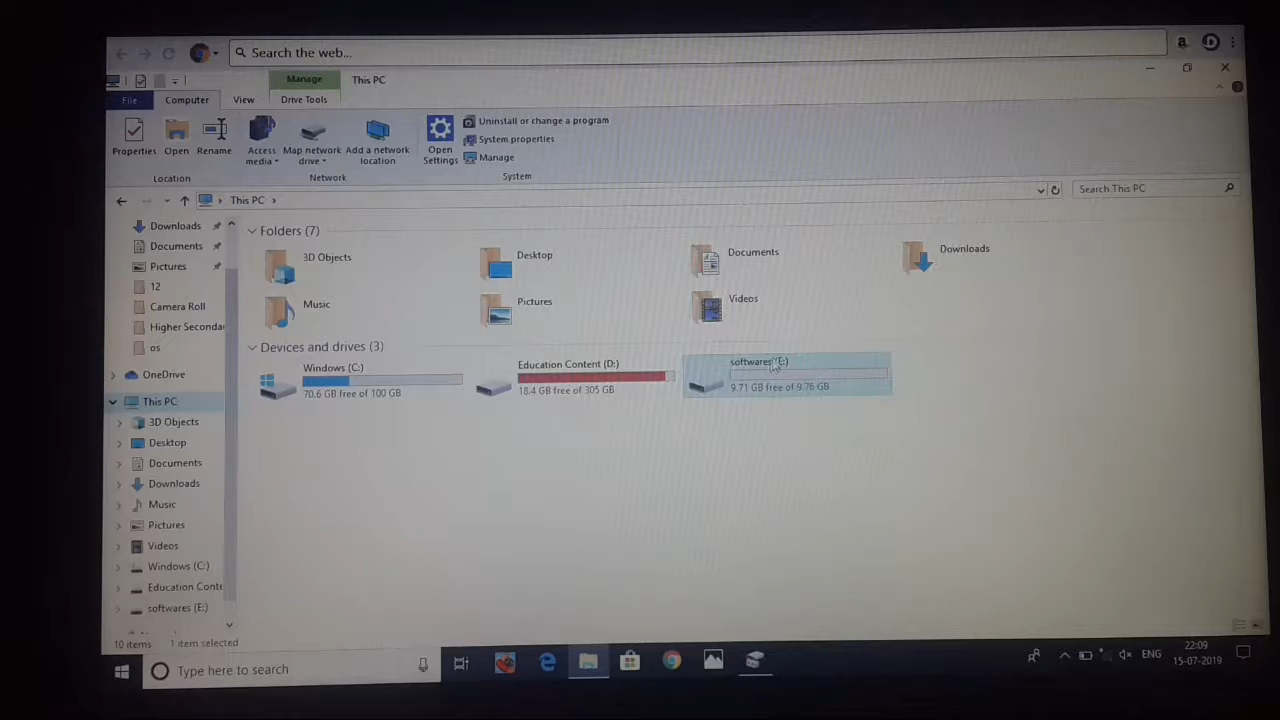 Search the web...
Manage
This PC
File
Computer
View
Drive Tools
Properties
Open
Rename
Access media
Map network drive
Add a network location
Open Settings
Uninstall or change a program
System properties
Manage
Location
Network
System
This PC
Search This PC
Downloads
Documents
Pictures
12
Camera Roll
Higher Seconda
os
OneDrive
This PC
3D Objects
Desktop
Documents
Downloads
Music
Pictures
Videos
Windows (C:)
Education Conte
softwares (E:)
Folders (7)
3D Objects
Desktop
Documents
Downloads
Music
Pictures
Videos
Devices and drives (3)
Windows (C:)
70.6 GB free of 100 GB
Education Content (D:)
18.4 GB free of 305 GB
softwares (E:)
9.71 GB free of 9.76 GB
10 items
1 item selected
Type here to search
ENG
22:09
15-07-2019